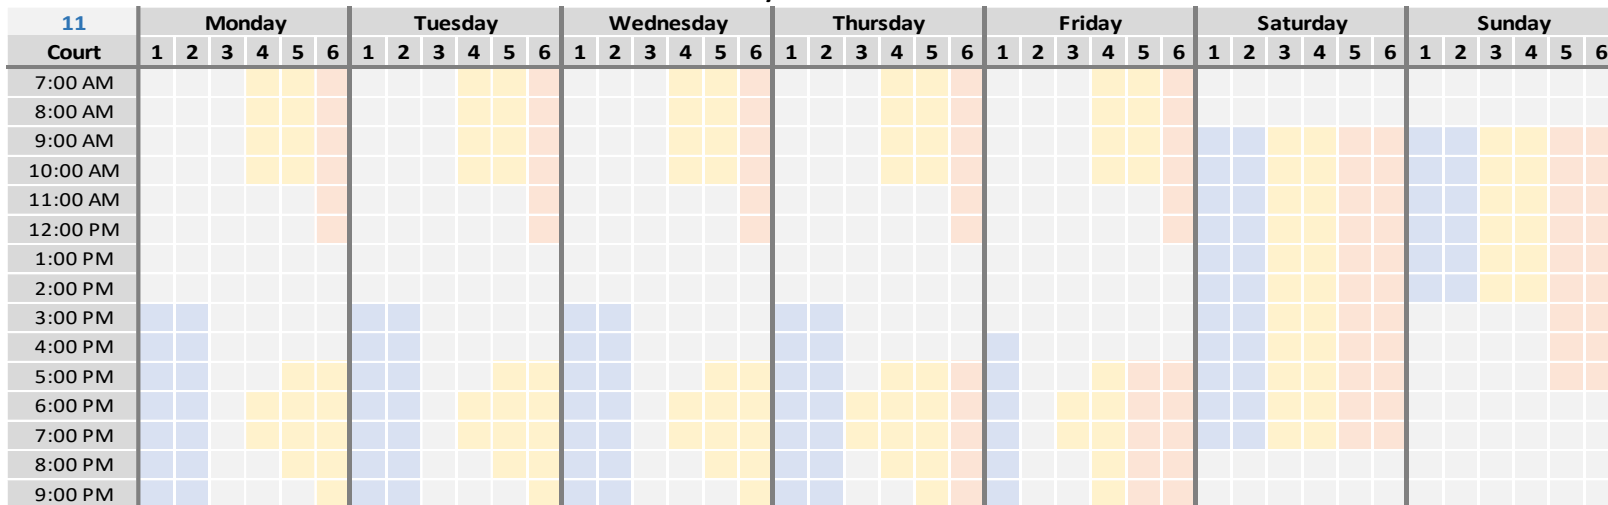 11 Monday Tuesday Wednesday Thursday Friday Saturday Sunday
Court 1 2 3 4 5 6 1 2 3 4 5 6 1 2 3 4 5 6 1 2 3 4 5 6 1 2 3 4 5 6 1 2 3 4 5 6 1 2 3 4 5 6
7:00 AM
8:00 AM
9:00 AM
10:00 AM
11:00 AM
12:00 PM
1:00 PM
2:00 PM
3:00 PM
4:00 PM
5:00 PM
6:00 PM
7:00 PM
8:00 PM
9:00 PM